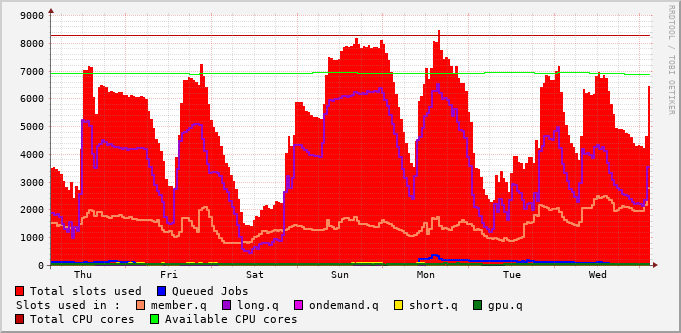 9000
8000
7000
6000
5000
4000
3000
2000
1000
0
Thu Fri Sat Sun Mon Tue Wed
RRDTOOL / TOBI OETIKER
Total slots used Queued Jobs
Slots used in : member.q long.q ondemand.q short.q gpu.q
Total CPU cores Available CPU cores